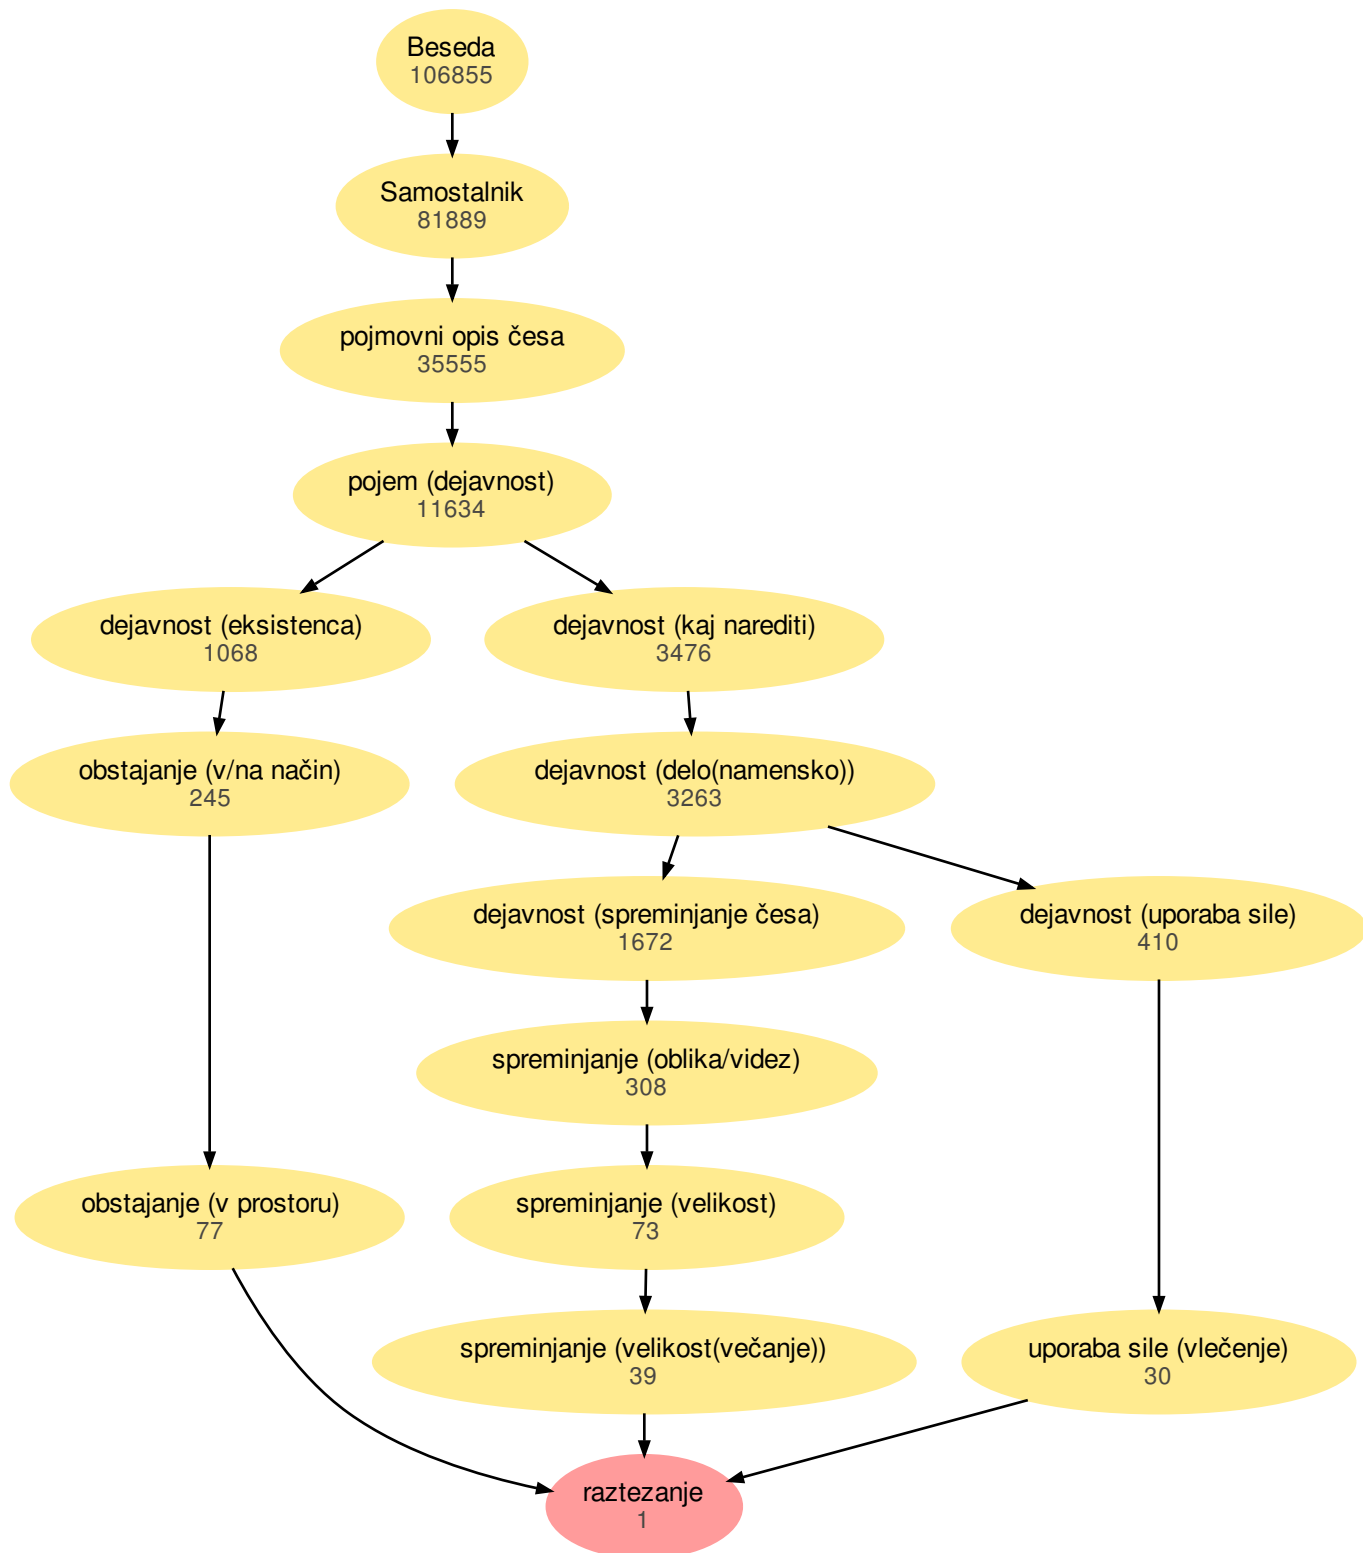 Beseda
106855
Samostalnik
81889
pojmovni opis česa
35555
pojem (dejavnost)
11634
dejavnost (eksistenca)
1068
dejavnost (kaj narediti)
3476
obstajanje (v/na način)
245
dejavnost (delo(namensko))
3263
dejavnost (spreminjanje česa)
1672
dejavnost (uporaba sile)
410
spreminjanje (oblika/videz)
308
obstajanje (v prostoru)
77
spreminjanje (velikost)
73
spreminjanje (velikost(večanje))
39
uporaba sile (vlečenje)
30
raztezanje
1